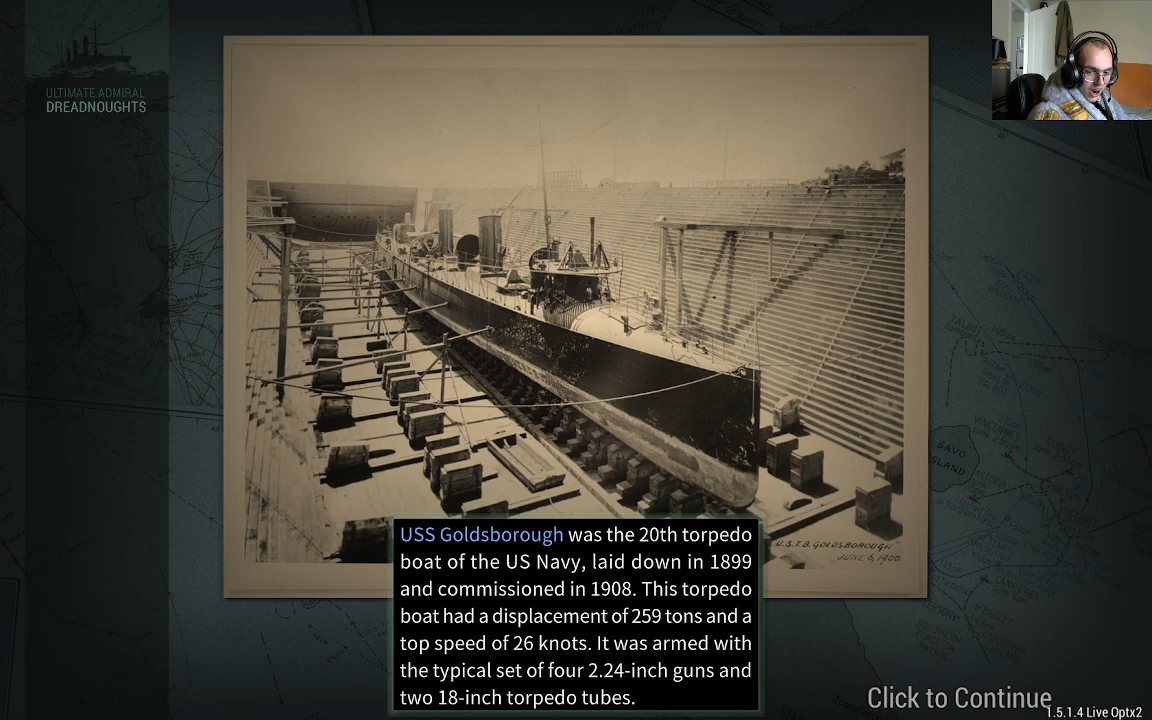 ULTIMATE ADMIRAL
DREADNOUGHTS
SAVO
ISLAND
U.S.T.B. GOLDSBOROUGH"
JUNE 6, 1900.
USS Goldsborough was the 20th torpedo
boat of the US Navy, laid down in 1899
and commissioned in 1908. This torpedo
boat had a displacement of 259 tons and a
top speed of 26 knots. It was armed with
the typical set of four 2.24-inch guns and
two 18-inch torpedo tubes.
Click to Continue
1.5.1.4 Live Optx2